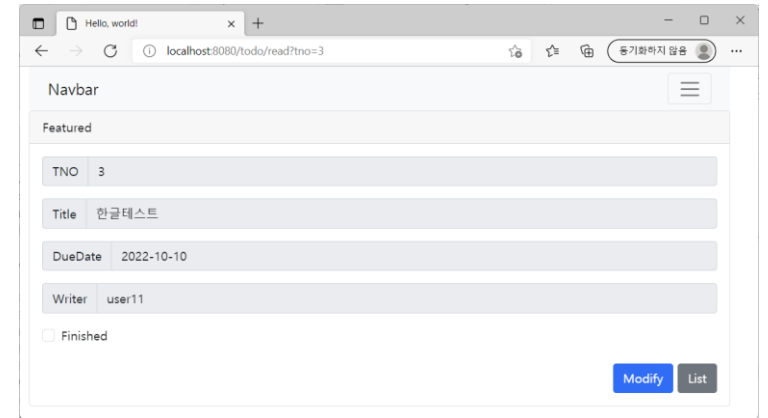 Hello, world!
localhost:8080/todo/read?tno=3
동기화하지 않음
Navbar
Featured
TNO 3
Title 한글테스트
DueDate 2022-10-10
Writer user11
Finished
Modify List